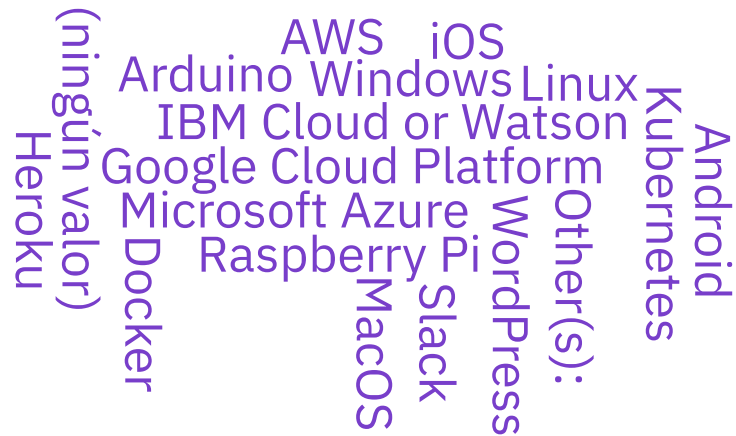 AWS
iOS
Arduino
Windows
Linux
IBM Cloud or Watson
Google Cloud Platform
Microsoft Azure
Raspberry Pi
Heroku
(ningún valor)
Docker
MacOS
Slack
WordPress
Other(s):
Kubernetes
Android